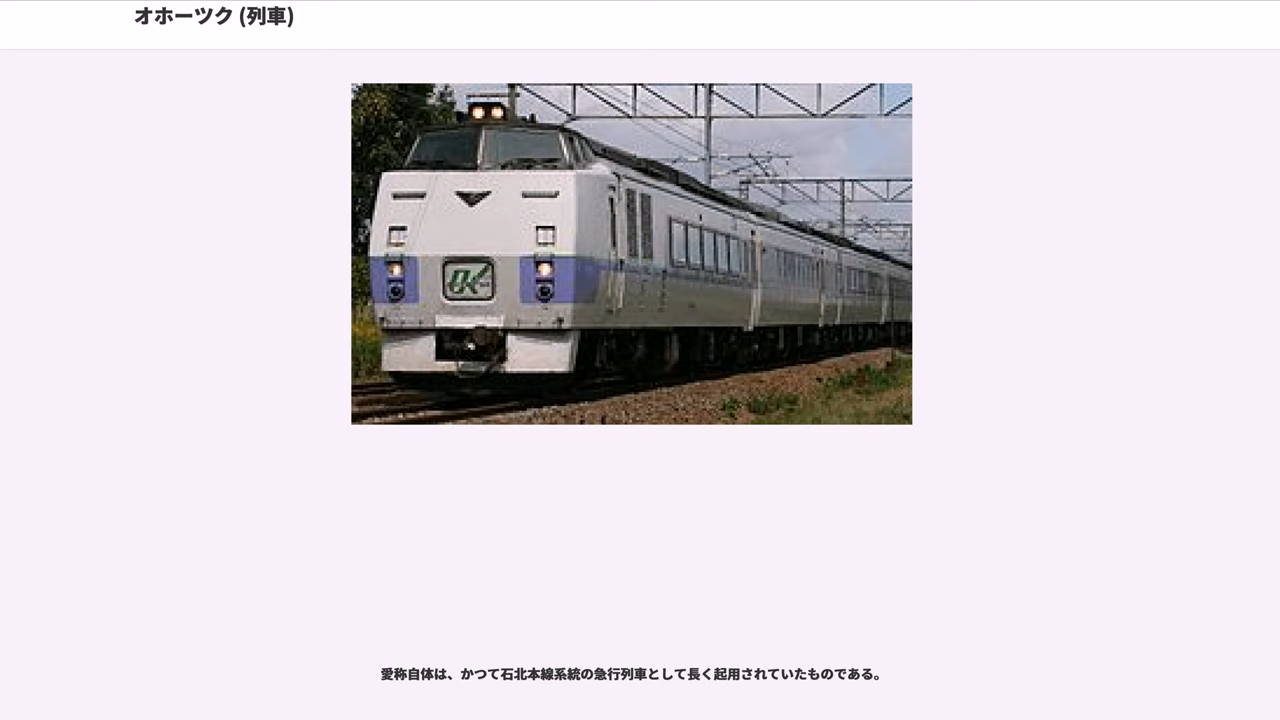 オホーツク (列車)
愛称自体は、かつて石北本線系統の急行列車として長く起用されていたものである。